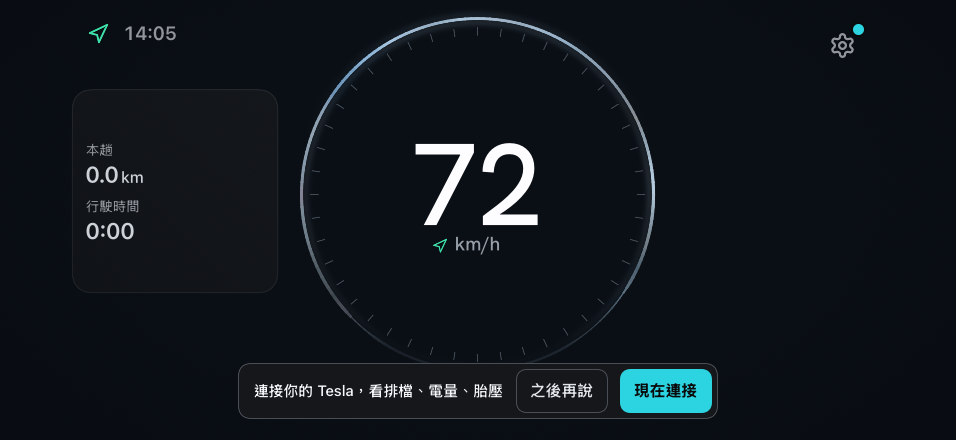 14:05
本趟
0.0 km
行駛時間
0:00
72
km/h
連接你的 Tesla，看排檔、電量、胎壓
之後再說
現在連接